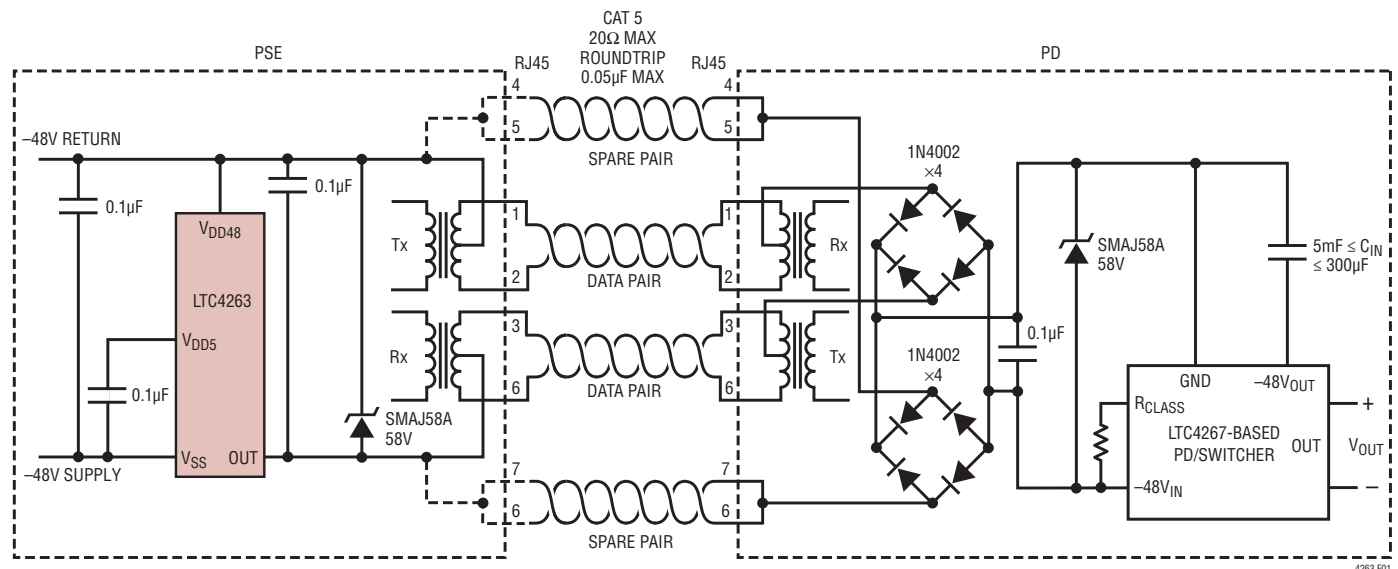 CAT 5
20Ω MAX
ROUNDTRIP
0.05µF MAX
PSE
RJ45
RJ45
PD
4
5
4
5
SPARE PAIR
–48V RETURN
0.1µF
0.1µF
VDD48
LTC4263
VDD5
0.1µF
VSS
OUT
–48V SUPPLY
SMAJ58A
58V
Tx
1
2
DATA PAIR
1
2
Rx
Rx
3
6
DATA PAIR
3
6
Tx
7
6
SPARE PAIR
7
6
1N4002
×4
1N4002
×4
0.1µF
SMAJ58A
58V
5mF ≤ CIN
≤ 300µF
GND
–48VOUT
RCLASS
LTC4267-BASED
PD/SWITCHER
OUT
–48VIN
+
VOUT
–
4263 F01